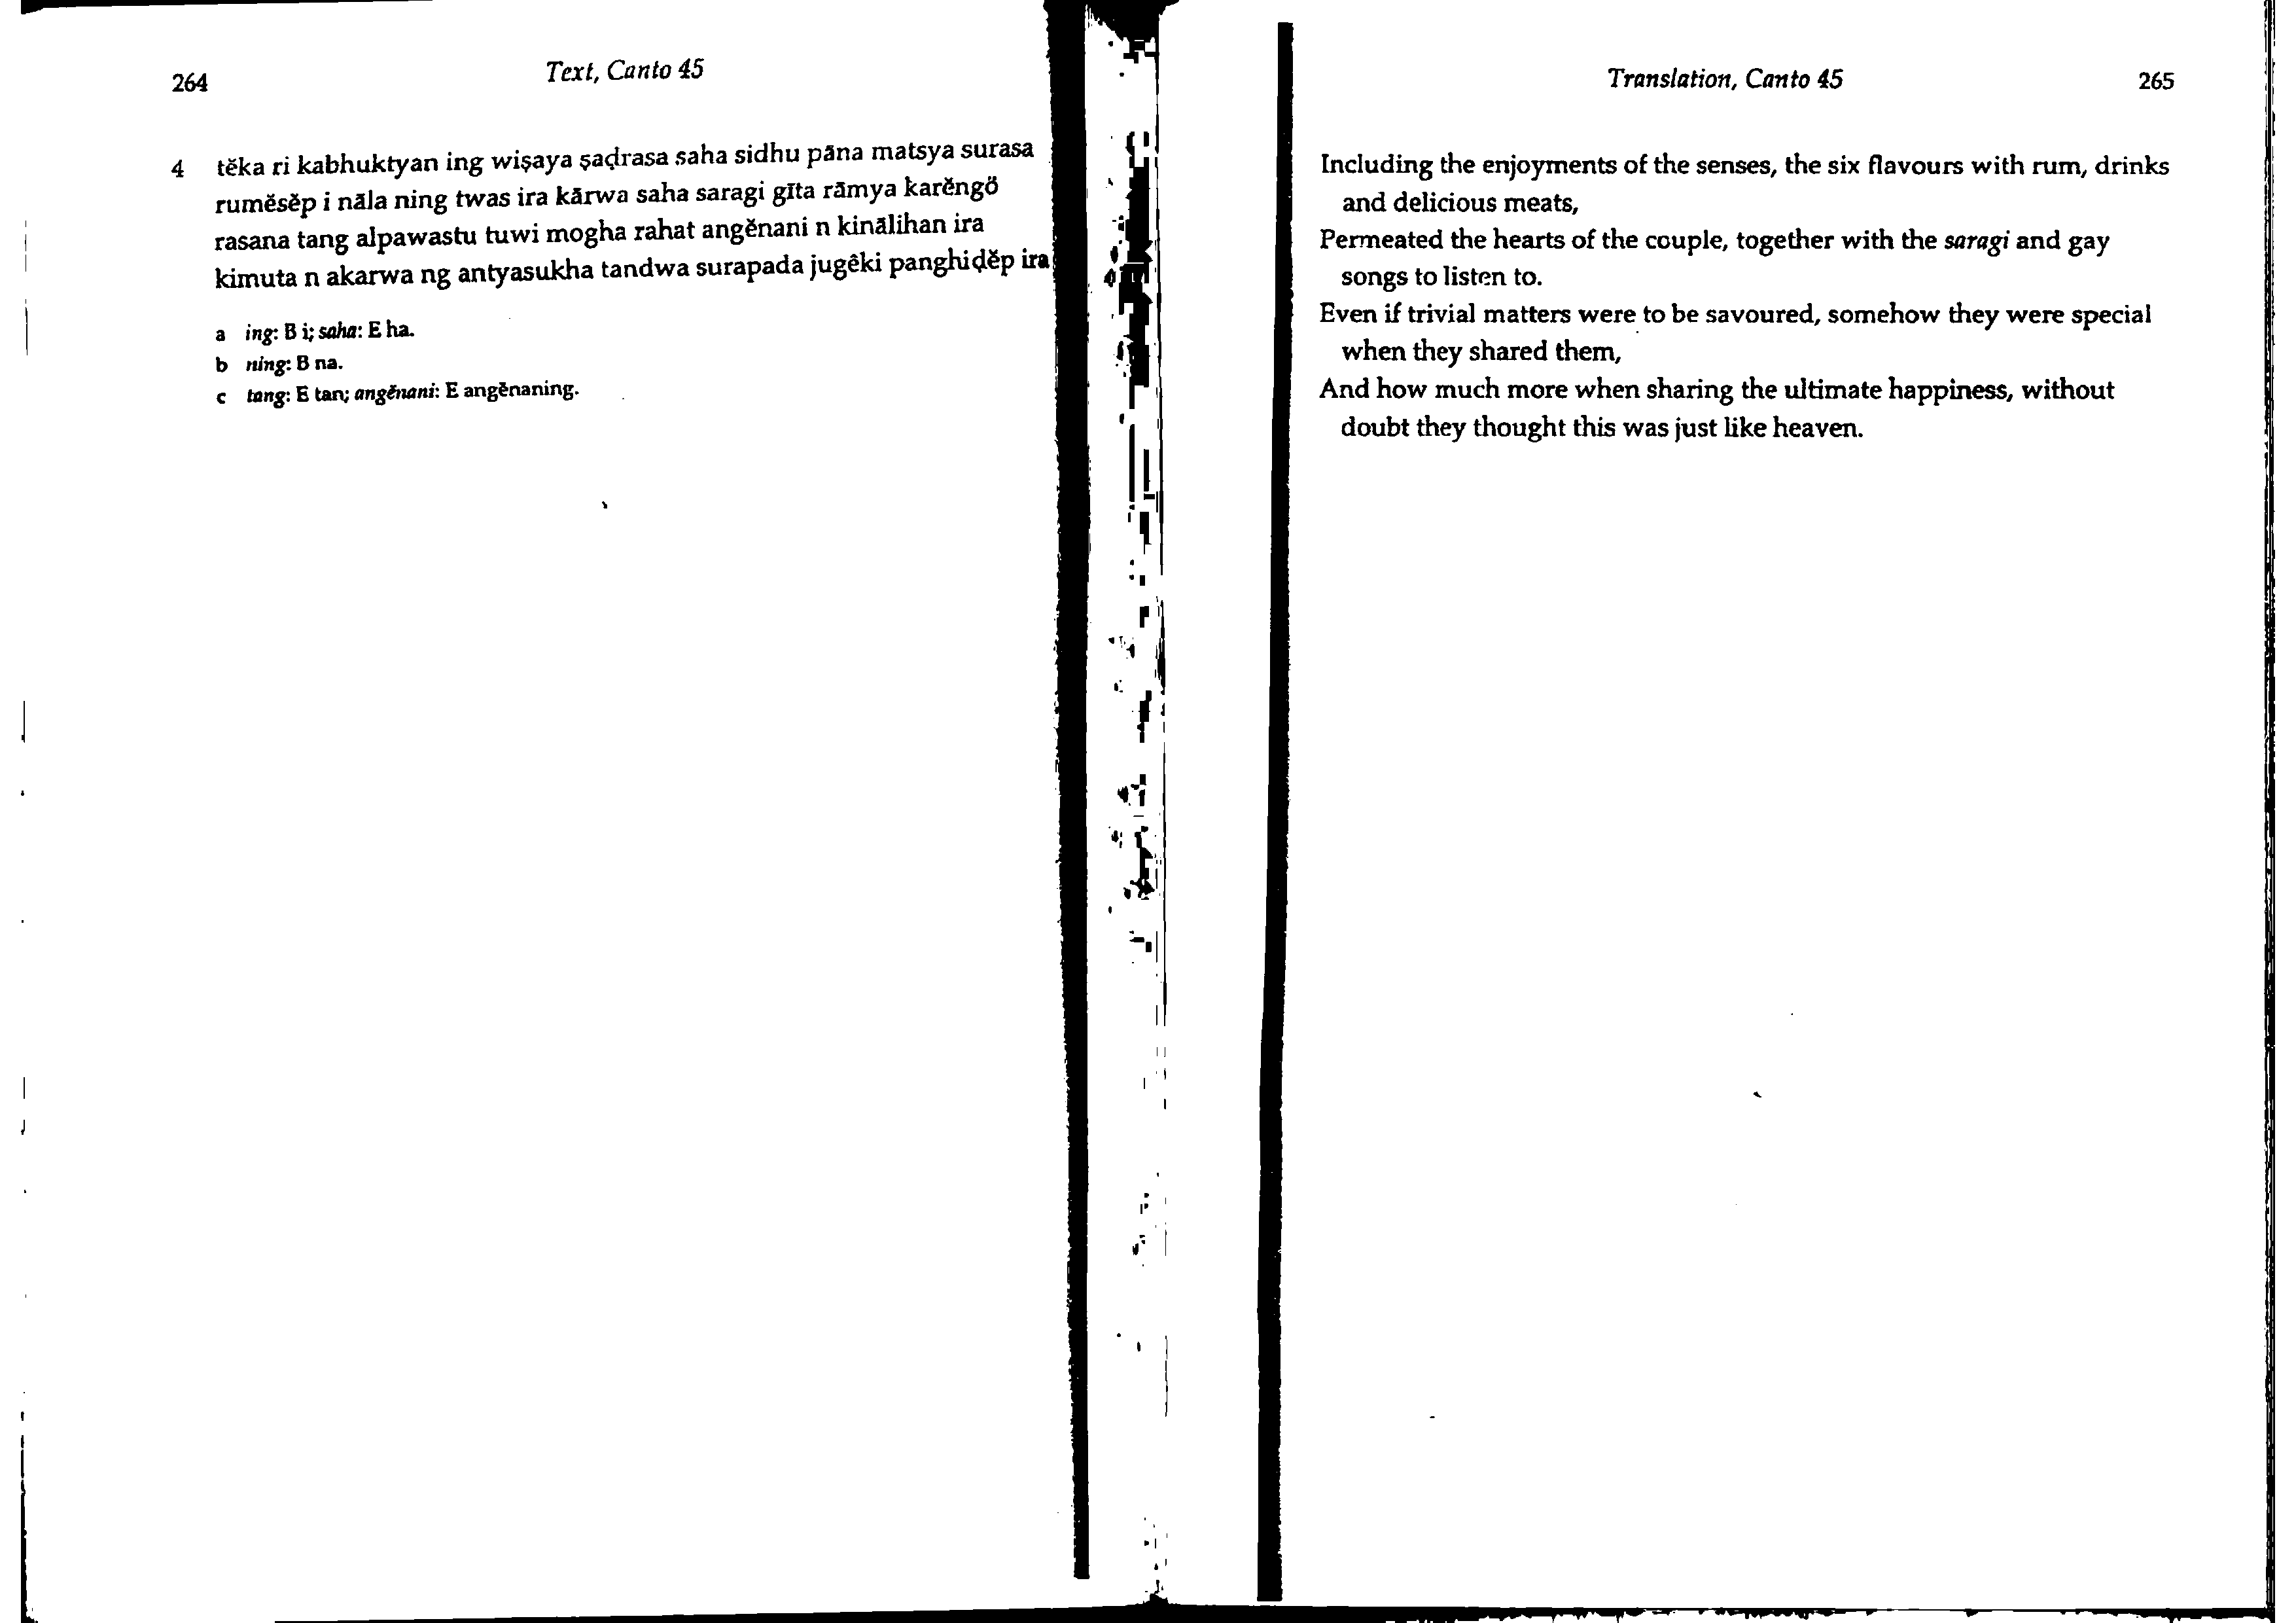 264
Text, Canto 45
4 tĕka ri kabhuktyan ing wiṣaya ṣaḍrasa saha sidhu pāna matsya surasa
rumĕsĕp i nāla ning twas ira kārwa saha saragi gīta rāmya karĕngö̆
rasana tang alpawastu tuwi mogha rahat angĕnani n kinālihan ira
kimuta n akarwa ng antyasukha tandwa surapada jugêki panghiḍĕp ira
a ing: B i; saha: E ha.
b ning: B na.
c tang: E tan; angĕnani: E angĕnaning.
Translation, Canto 45
265
Including the enjoyments of the senses, the six flavours with rum, drinks
and delicious meats,
Permeated the hearts of the couple, together with the saragi and gay
songs to listen to.
Even if trivial matters were to be savoured, somehow they were special
when they shared them,
And how much more when sharing the ultimate happiness, without
doubt they thought this was just like heaven.